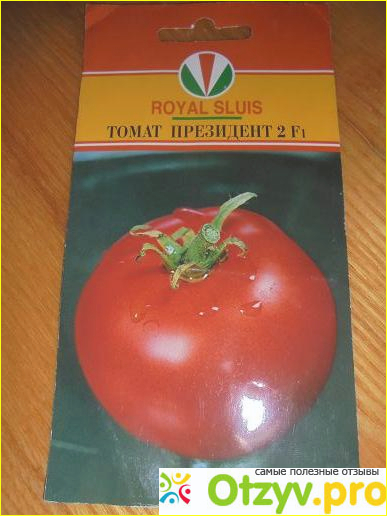 ROYAL SLUIS
ТОМАТ ПРЕЗИДЕНТ 2 F1
самые полезные отзывы
Otzyv.pro